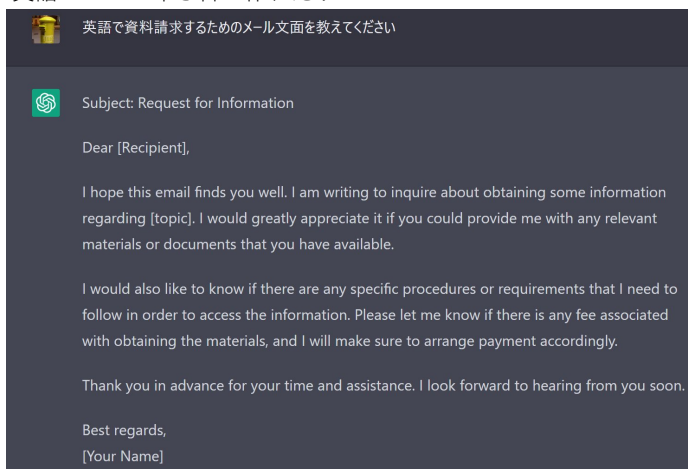 英語で資料請求するためのメール文面を教えてください
Subject: Request for Information
Dear [Recipient],
I hope this email finds you well. I am writing to inquire about obtaining some information
regarding [topic]. I would greatly appreciate it if you could provide me with any relevant
materials or documents that you have available.
I would also like to know if there are any specific procedures or requirements that I need to
follow in order to access the information. Please let me know if there is any fee associated
with obtaining the materials, and I will make sure to arrange payment accordingly.
Thank you in advance for your time and assistance. I look forward to hearing from you soon.
Best regards,
[Your Name]